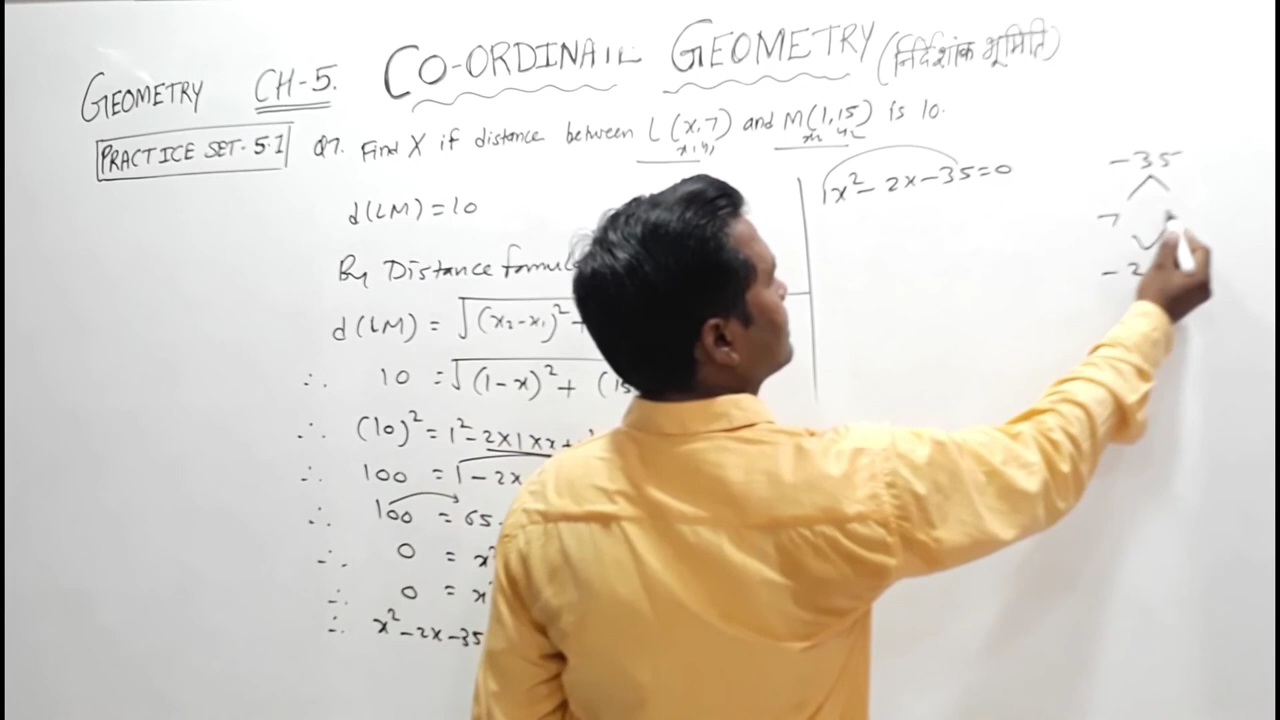 GEOMETRY CH-5. CO-ORDINATE GEOMETRY (निर्देशांक भूमिती)
PRACTICE SET-5.1 Q7. Find X if distance between L(x,7) and M(1,15) is 10.
x₁ y₁ x₂ y₂
d(LM)=10
By Distance formula
d(LM) = √(x₂-x₁)²+
∴ 10 = √(1-x)²+ (15
∴ (10)² = 1²-2×1×x+
∴ 100 = 1-2x
∴ 100 = 65
∴ 0 = x²
∴ 0 = x
∴ x²-2x-35
1x²-2x-35=0
-35
7
-2